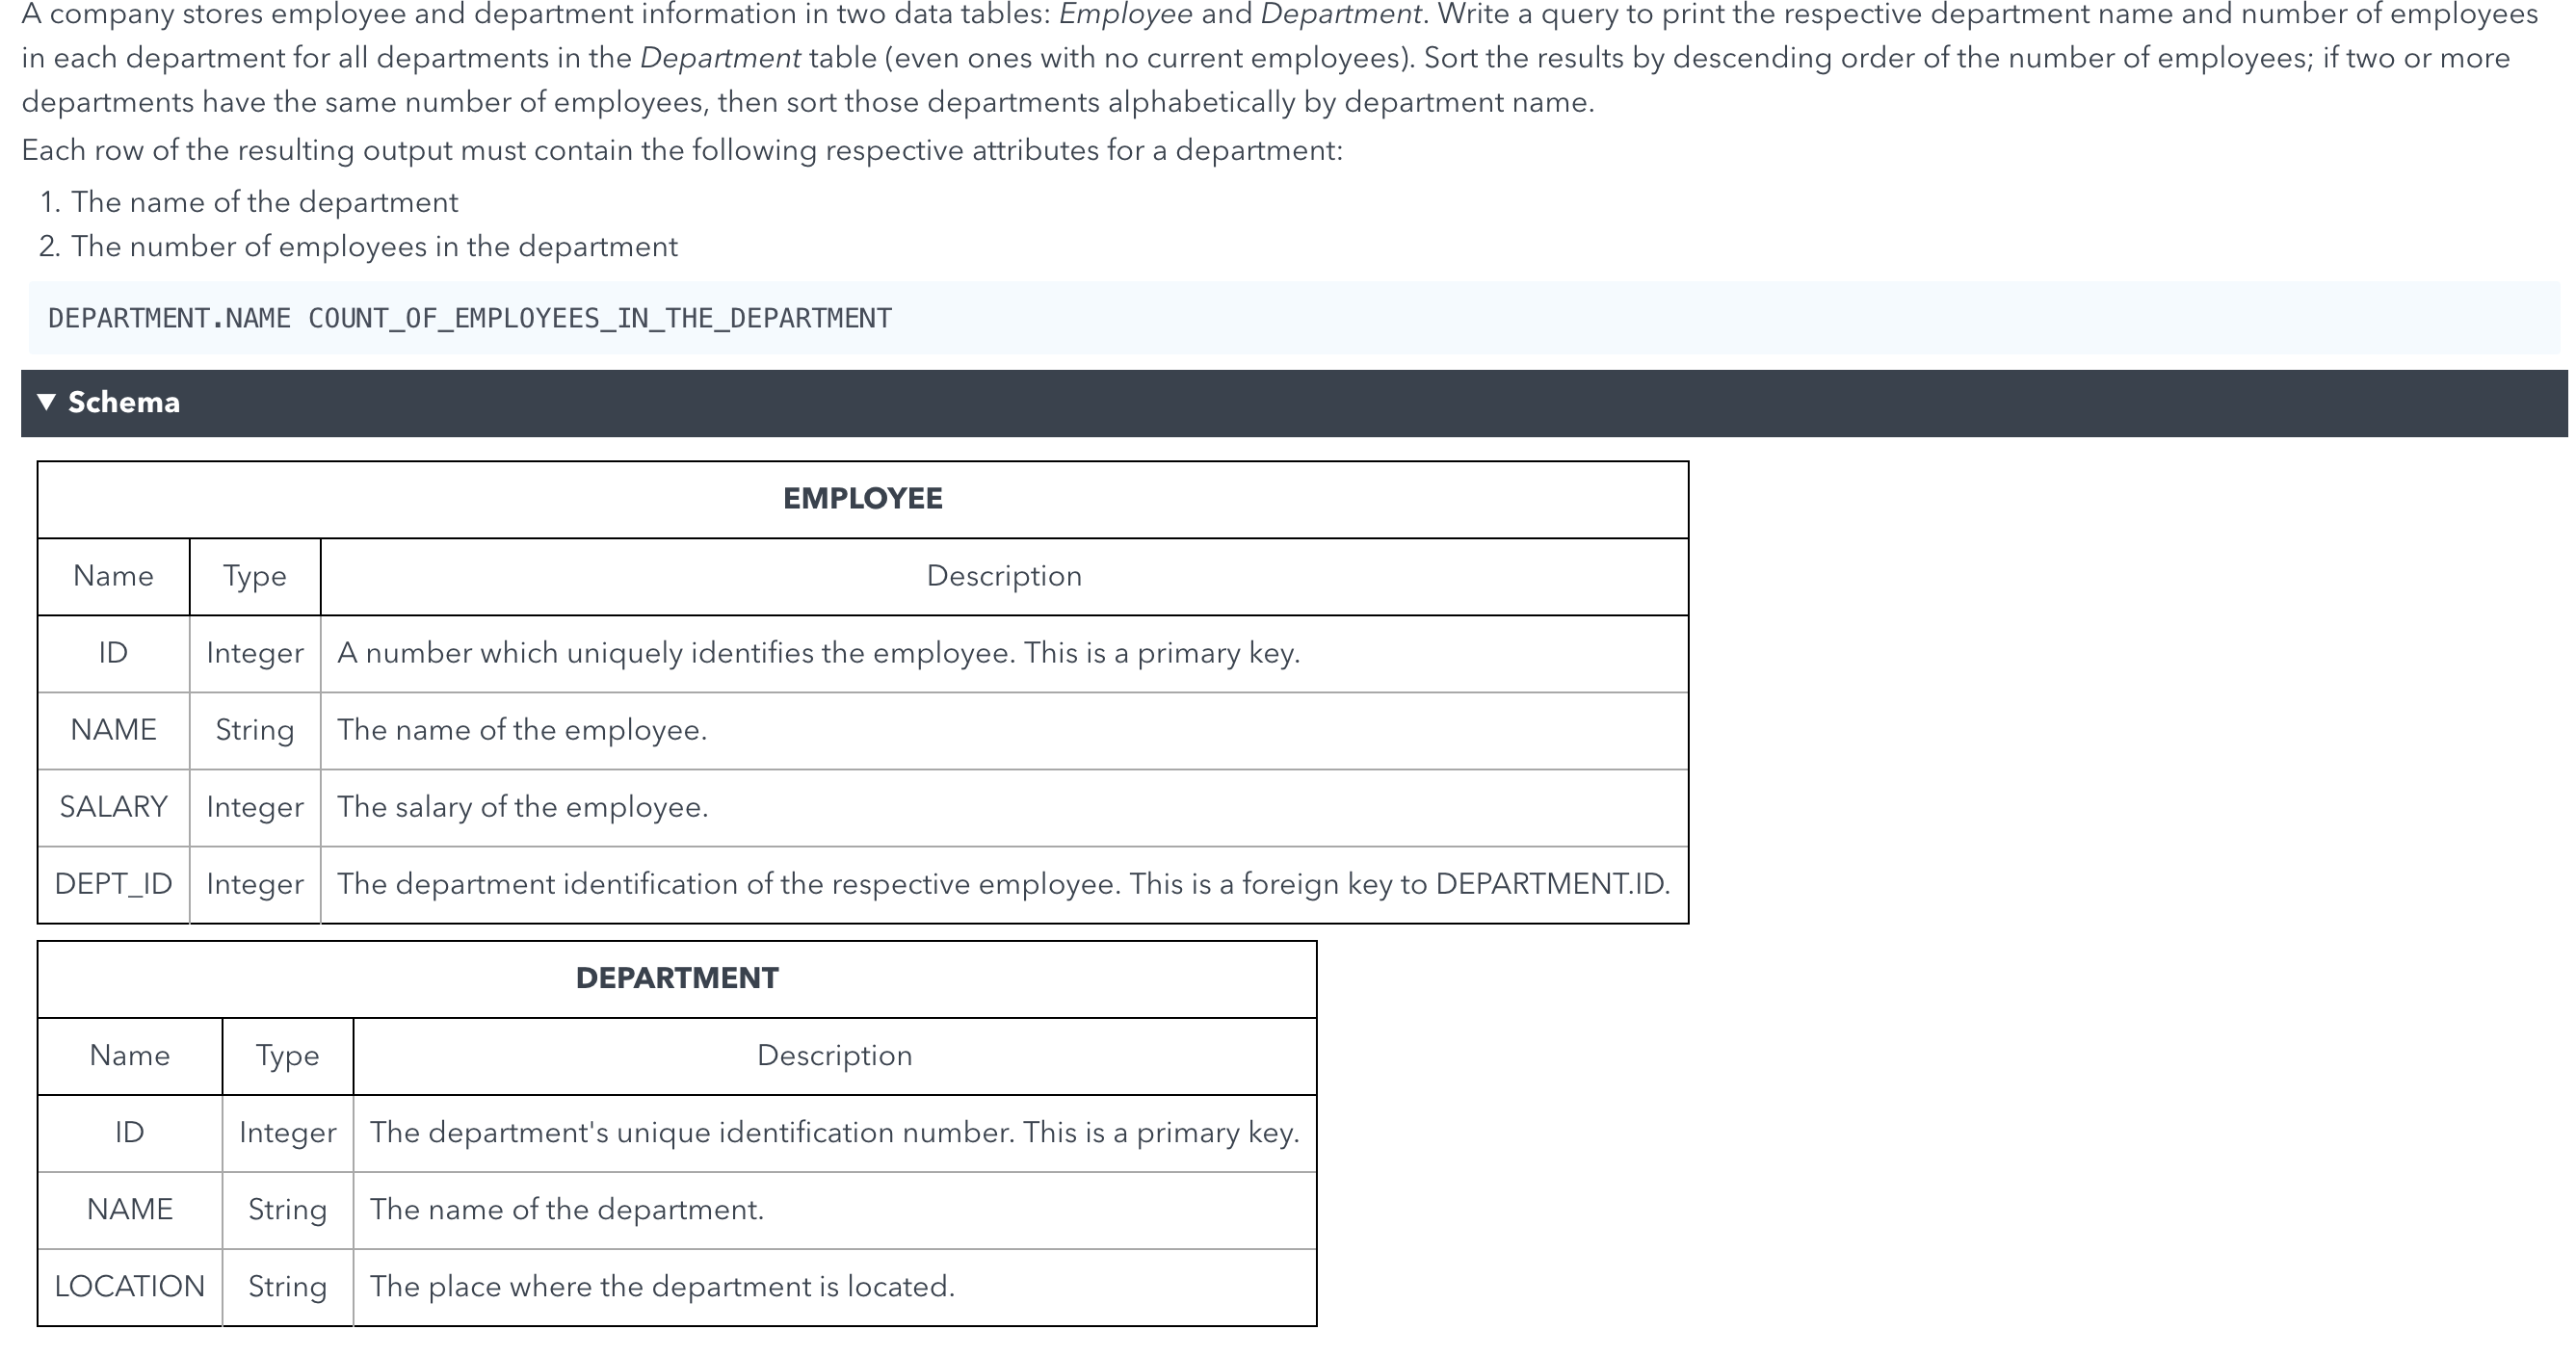 A company stores employee and department information in two data tables: Employee and Department. Write a query to print the respective department name and number of employees
in each department for all departments in the Department table (even ones with no current employees). Sort the results by descending order of the number of employees; if two or more
departments have the same number of employees, then sort those departments alphabetically by department name.
Each row of the resulting output must contain the following respective attributes for a department:
1. The name of the department
2. The number of employees in the department
DEPARTMENT.NAME COUNT_OF_EMPLOYEES_IN_THE_DEPARTMENT
▼ Schema
EMPLOYEE
Name Type Description
ID Integer A number which uniquely identifies the employee. This is a primary key.
NAME String The name of the employee.
SALARY Integer The salary of the employee.
DEPT_ID Integer The department identification of the respective employee. This is a foreign key to DEPARTMENT.ID.
DEPARTMENT
Name Type Description
ID Integer The department's unique identification number. This is a primary key.
NAME String The name of the department.
LOCATION String The place where the department is located.